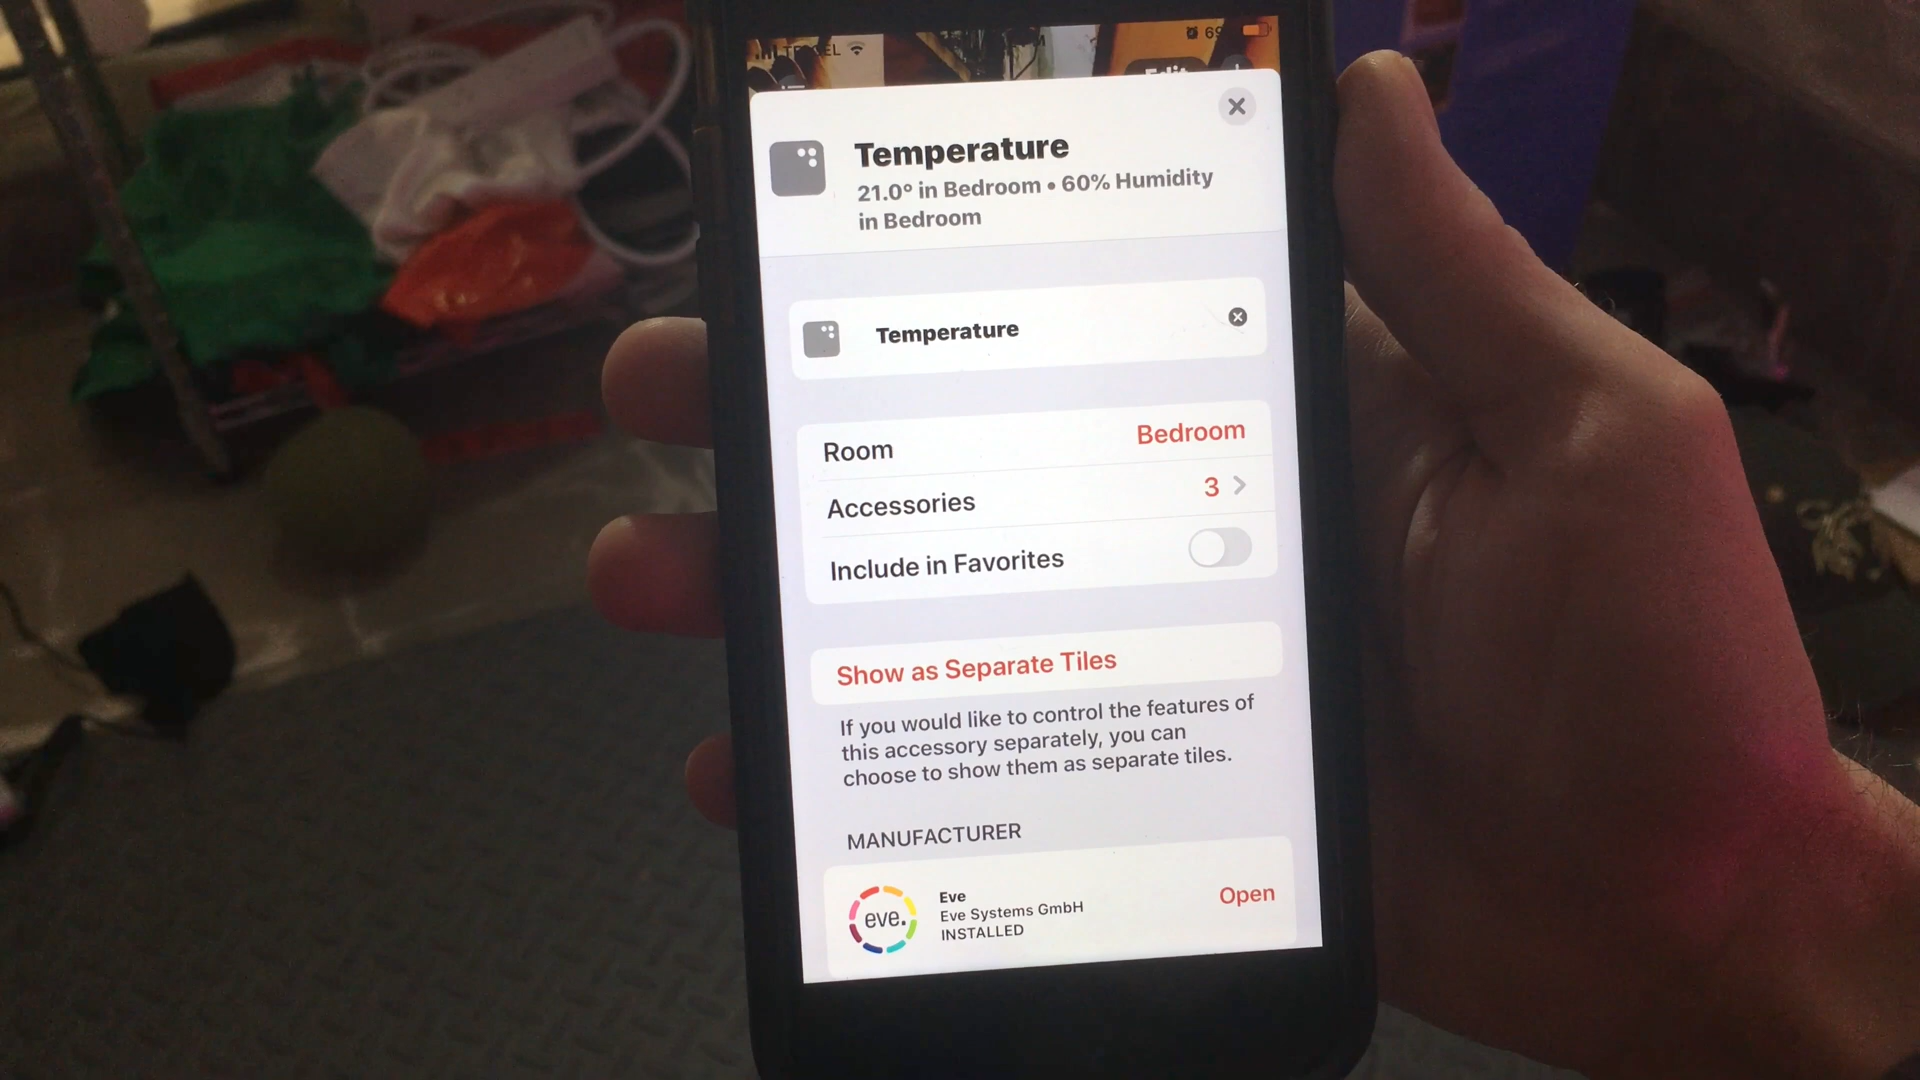 69
Edit
Temperature
21.0° in Bedroom • 60% Humidity
in Bedroom
Temperature
Room Bedroom
Accessories 3
Include in Favorites
Show as Separate Tiles
If you would like to control the features of
this accessory separately, you can
choose to show them as separate tiles.
MANUFACTURER
eve.
Eve
Eve Systems GmbH
INSTALLED
Open